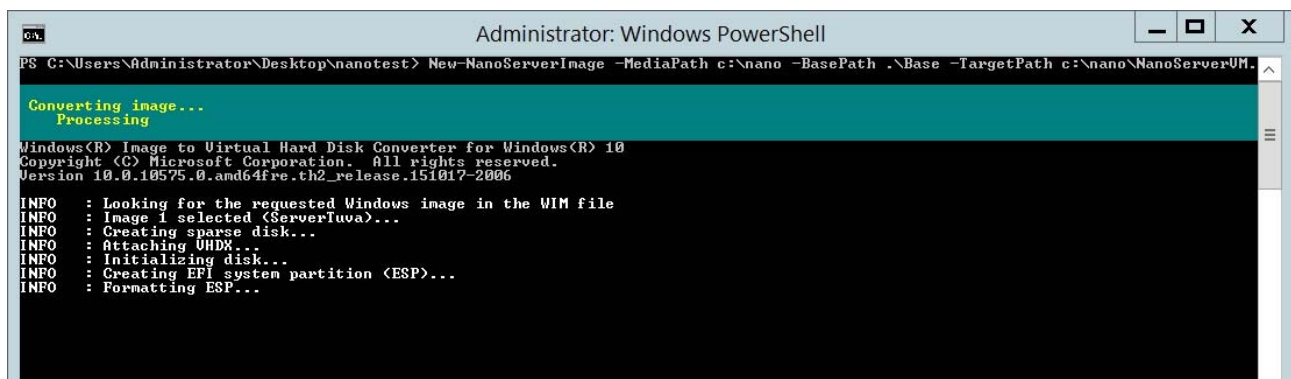 Administrator: Windows PowerShell
PS C:\Users\Administrator\Desktop\nanotest> New-NanoServerImage -MediaPath c:\nano -BasePath .\Base -TargetPath c:\nano\NanoServerVM.
Converting image...
Processing
Windows(R) Image to Virtual Hard Disk Converter for Windows(R) 10
Copyright (C) Microsoft Corporation. All rights reserved.
Version 10.0.10575.0.amd64fre.th2_release.151017-2006
INFO : Looking for the requested Windows image in the WIM file
INFO : Image 1 selected (ServerTuva)...
INFO : Creating sparse disk...
INFO : Attaching VHDX...
INFO : Initializing disk...
INFO : Creating EFI system partition (ESP)...
INFO : Formatting ESP...